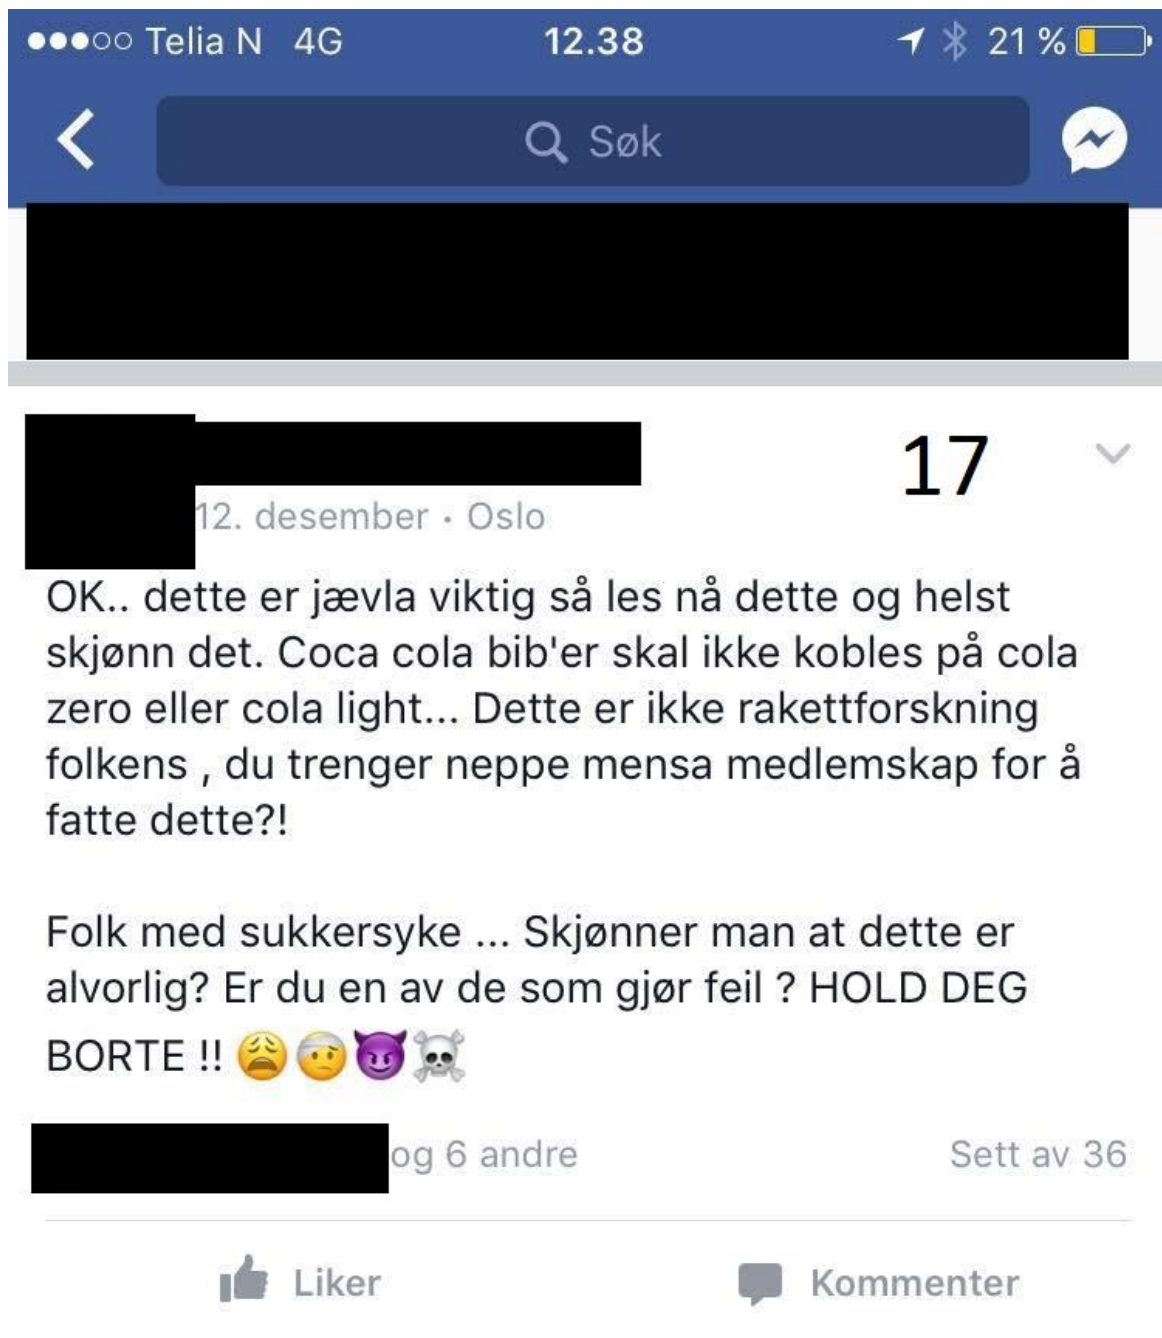 Telia N 4G 12.38 21 %
Søk
17
12. desember · Oslo
OK.. dette er jævla viktig så les nå dette og helst
skjønn det. Coca cola bib'er skal ikke kobles på cola
zero eller cola light... Dette er ikke rakettforskning
folkens , du trenger neppe mensa medlemskap for å
fatte dette?!
Folk med sukkersyke ... Skjønner man at dette er
alvorlig? Er du en av de som gjør feil ? HOLD DEG
BORTE !! 😩🤕😈☠️
og 6 andre Sett av 36
Liker Kommenter